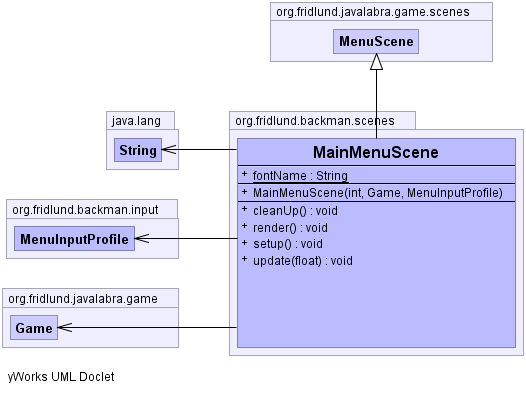 org.fridlund.javalabra.game.scenes
MenuScene
java.lang
String
org.fridlund.backman.scenes
MainMenuScene
+ fontName : String
+ MainMenuScene(int, Game, MenuInputProfile)
+ cleanUp() : void
+ render() : void
+ setup() : void
+ update(float) : void
org.fridlund.backman.input
MenuInputProfile
org.fridlund.javalabra.game
Game
yWorks UML Doclet